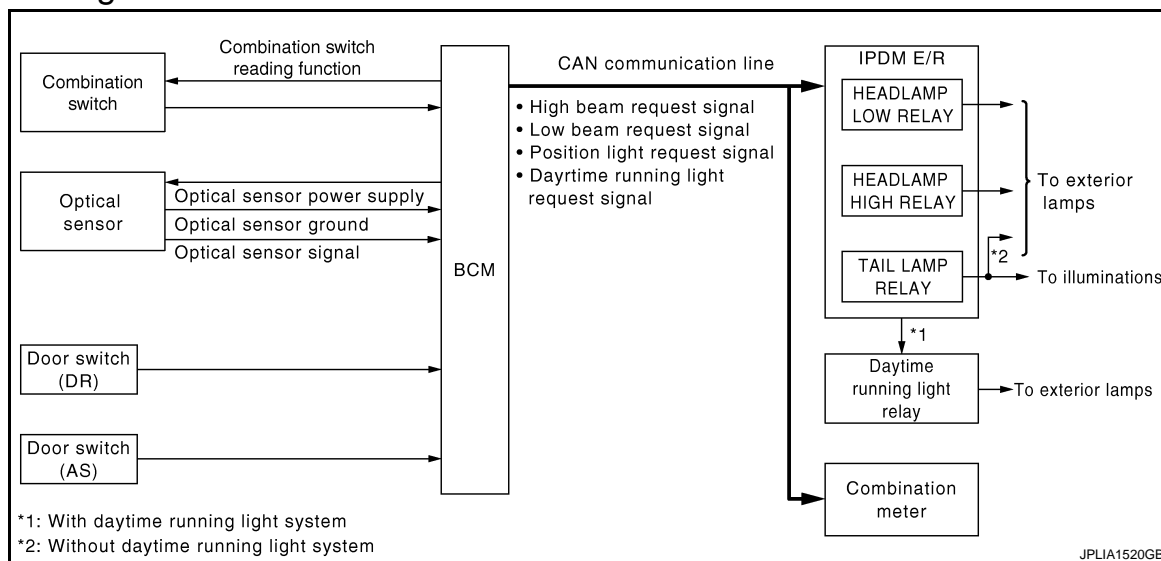 Combination
switch
Combination switch
reading function
Optical
sensor
Optical sensor power supply
Optical sensor ground
Optical sensor signal
Door switch
(DR)
Door switch
(AS)
BCM
CAN communication line
• High beam request signal
• Low beam request signal
• Position light request signal
• Dayrtime running light
request signal
IPDM E/R
HEADLAMP
LOW RELAY
HEADLAMP
HIGH RELAY
TAIL LAMP
RELAY
To exterior
lamps
*2
To illuminations
*1
Daytime
running light
relay
To exterior lamps
Combination
meter
*1: With daytime running light system
*2: Without daytime running light system
JPLIA1520GB